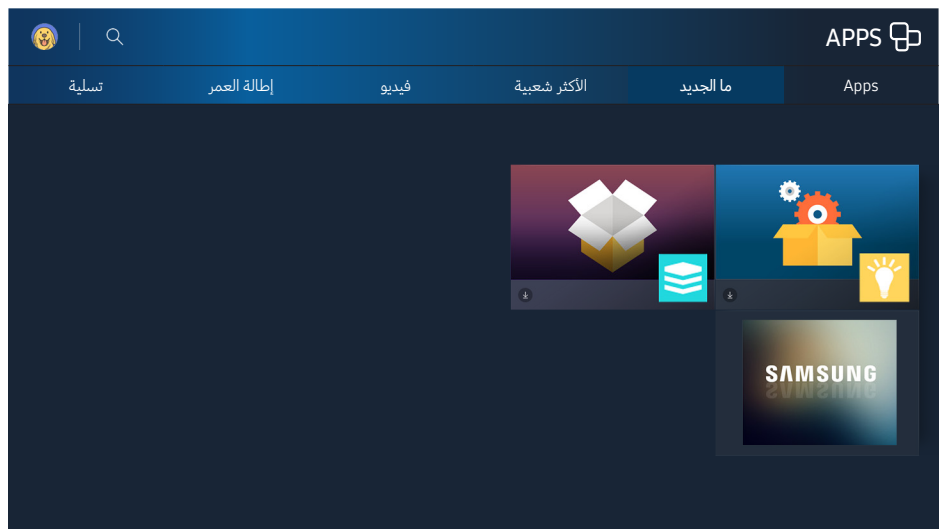 APPS
Apps
ما الجديد
الأكثر شعبية
فيديو
إطالة العمر
تسلية
SAMSUNG